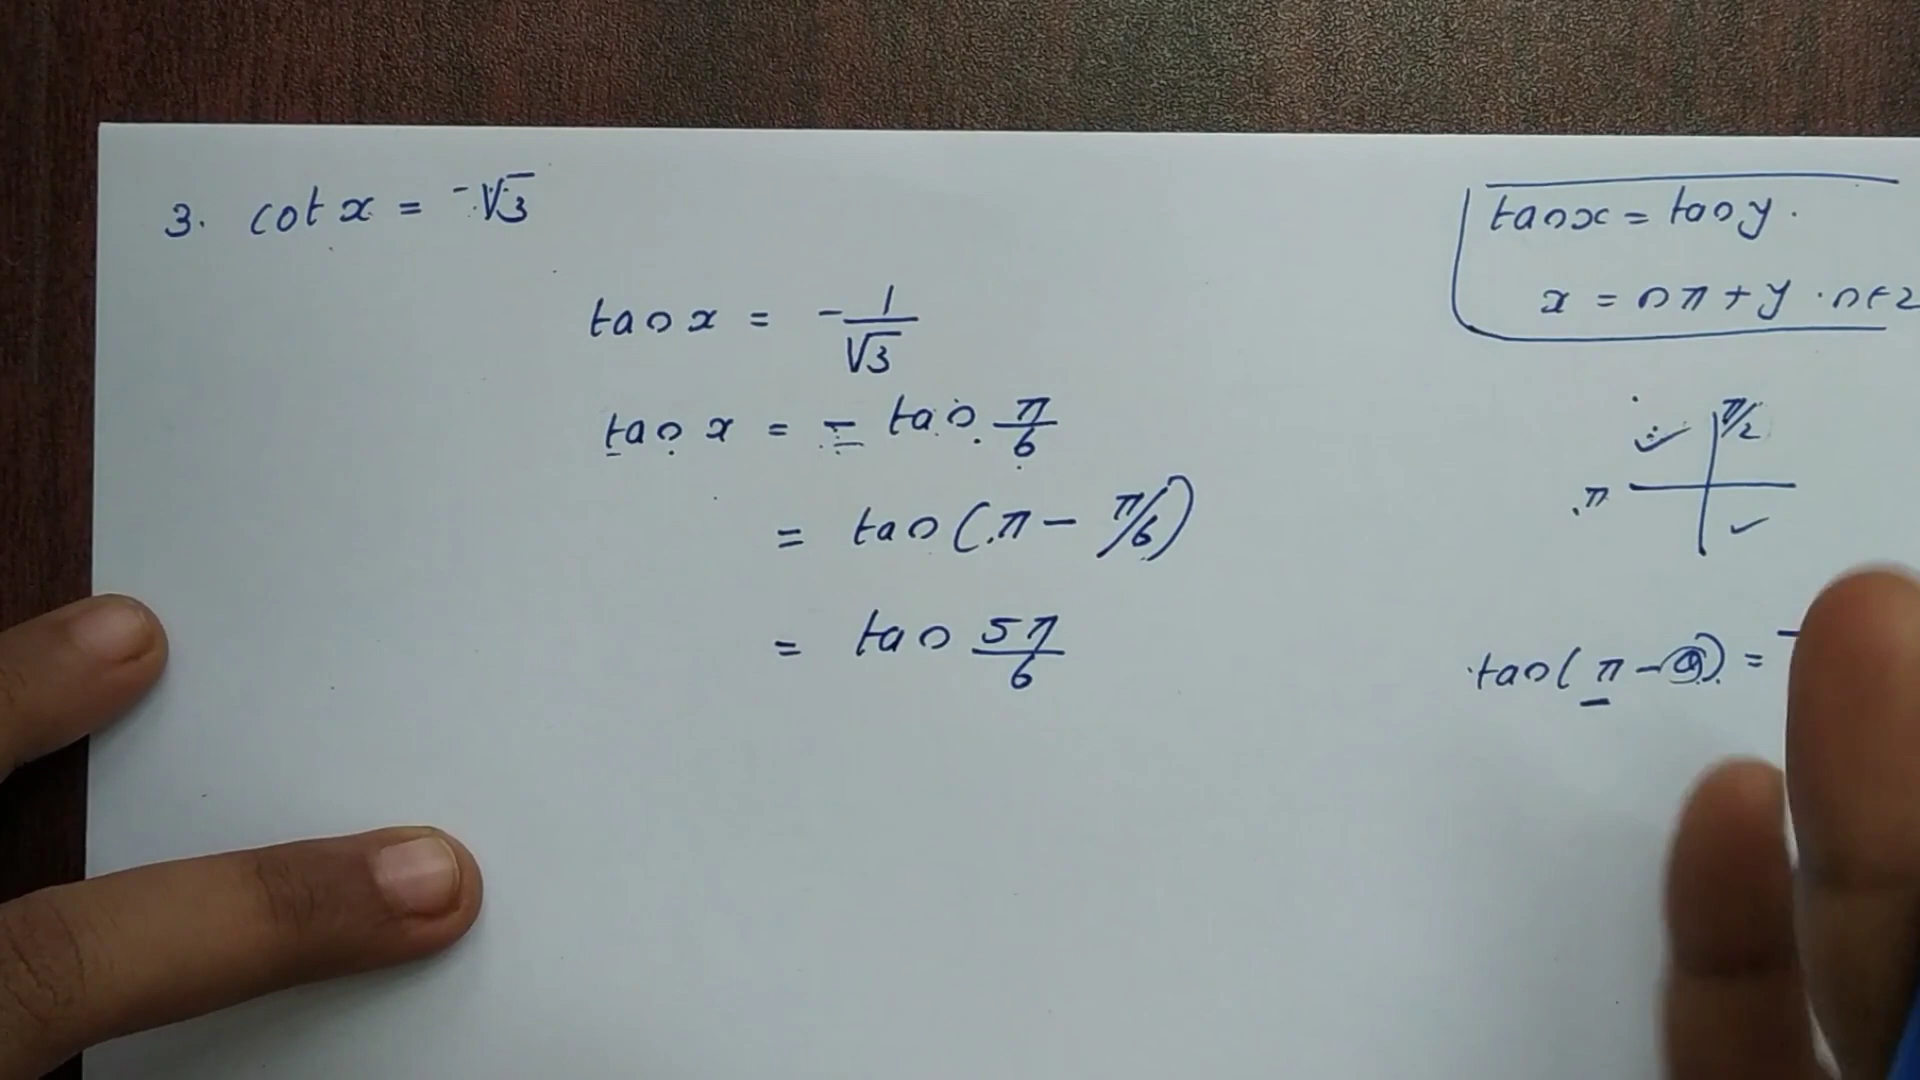 3. cot x = -√3
tan x = - 1/√3
tan x = - tan π/6
= tan (π - π/6)
= tan 5π/6
tan x = tan y.
x = nπ + y . n ∈ Z
π/2
π
tan( π - θ) = -